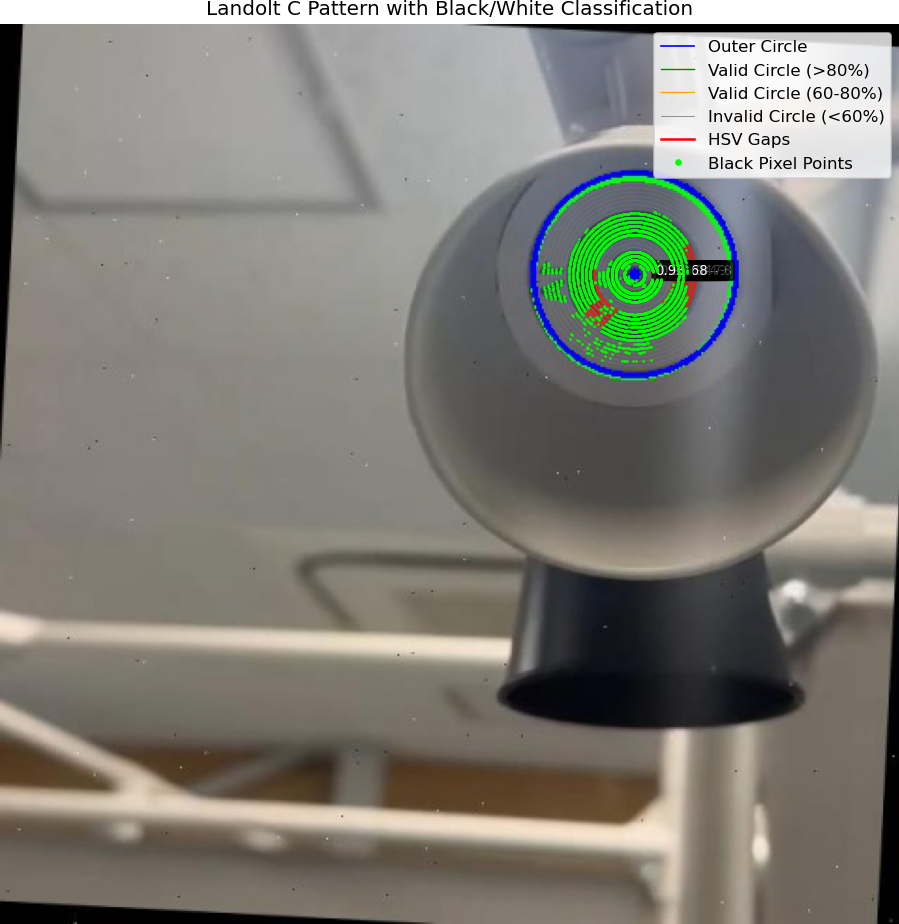 Landolt C Pattern with Black/White Classification
Outer Circle
Valid Circle (>80%)
Valid Circle (60-80%)
Invalid Circle (<60%)
HSV Gaps
Black Pixel Points